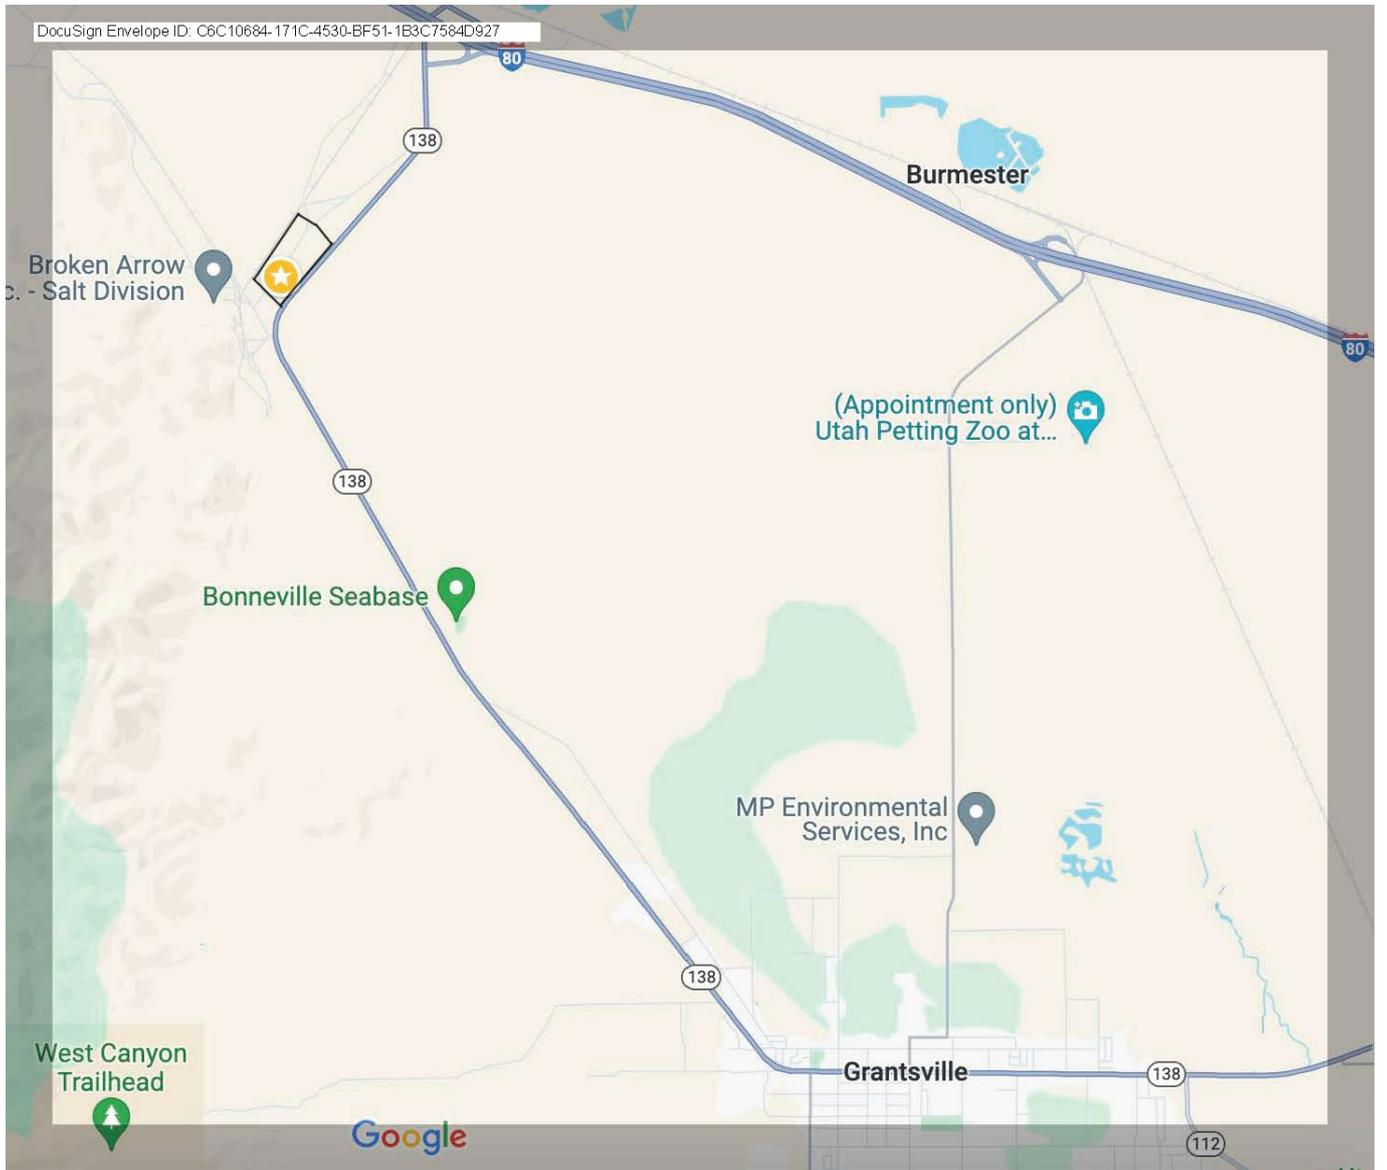 DocuSign Envelope ID: C6C10684-171C-4530-BF51-1B3C7584D927
80
138
Burmester
Broken Arrow
c. - Salt Division
80
(Appointment only)
Utah Petting Zoo at...
138
Bonneville Seabase
MP Environmental
Services, Inc
138
West Canyon
Trailhead
Grantsville
138
Google
112